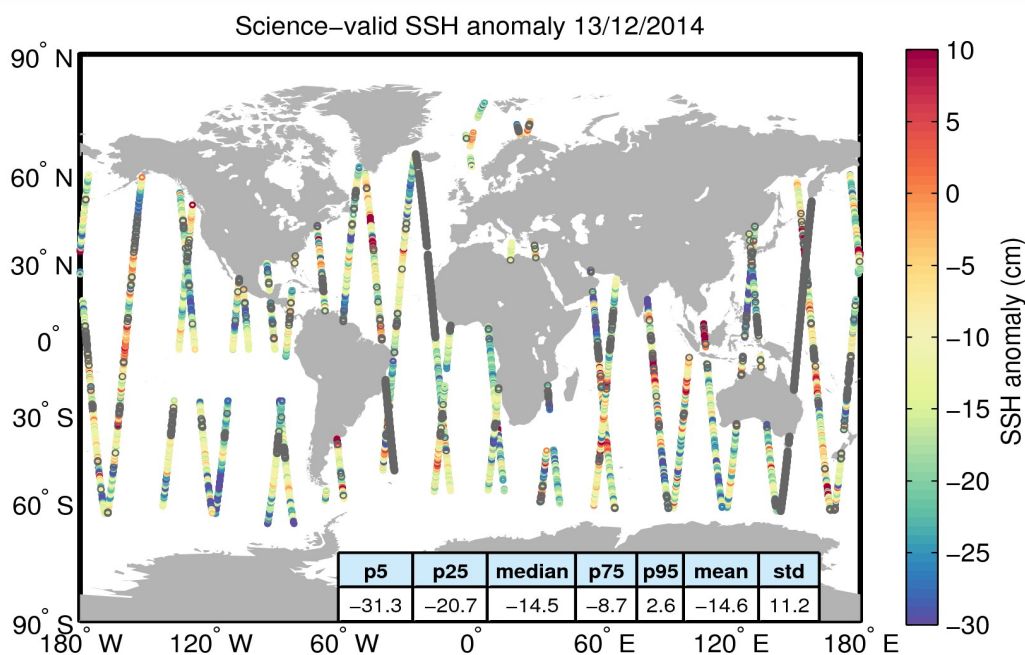 Science−valid SSH anomaly 13/12/2014
90° N
60° N
30° N
0°
30° S
60° S
90° S
180° W
120° W
60° W
0°
60° E
120° E
180° E
p5 p25 median p75 p95 mean std
−31.3 −20.7 −14.5 −8.7 2.6 −14.6 11.2
10
5
0
−5
−10
−15
−20
−25
−30
SSH anomaly (cm)